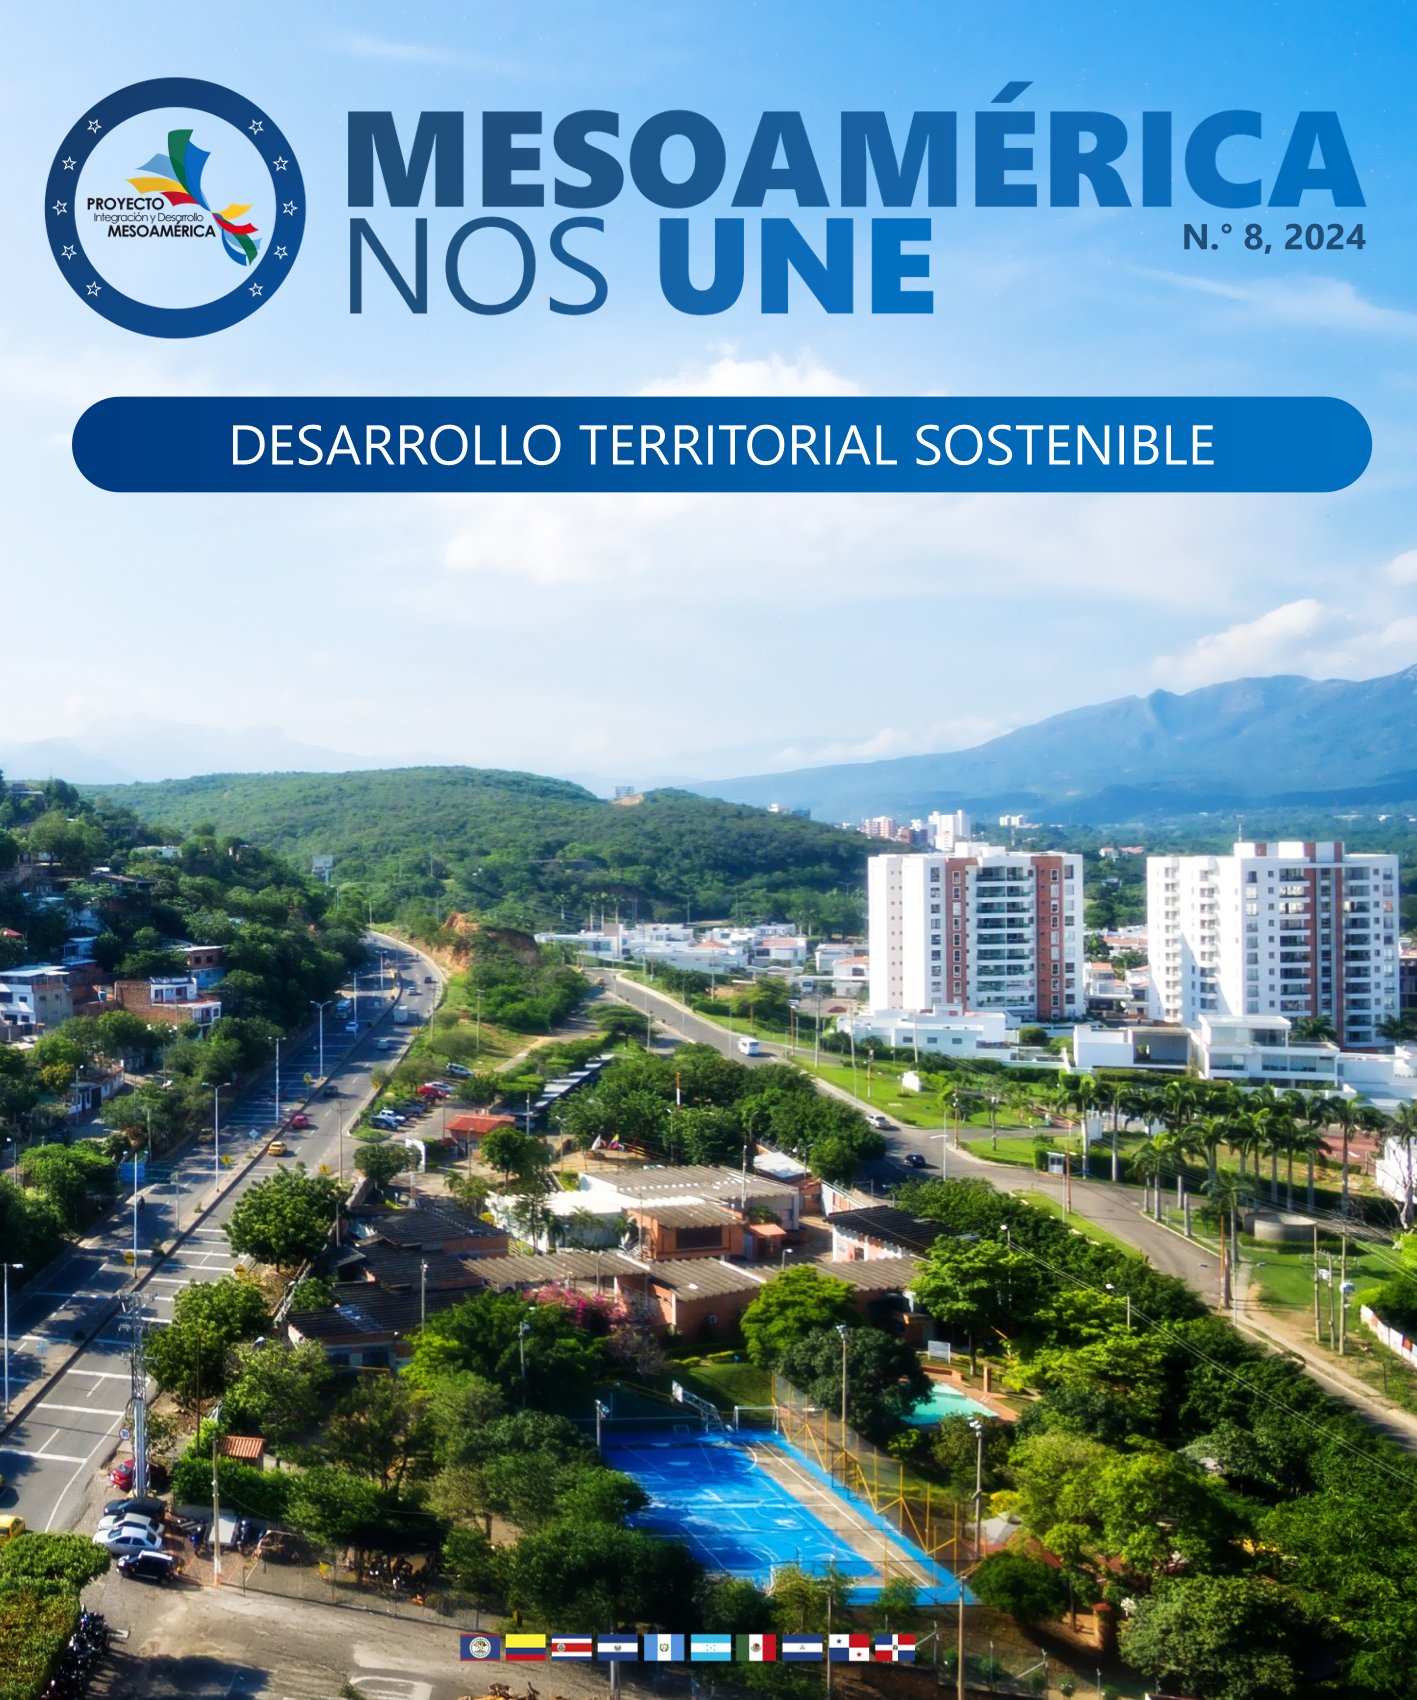 PROYECTO
Integración y Desarrollo
MESOAMÉRICA
MESOAMÉRICA
NOS UNE
N.° 8, 2024
DESARROLLO TERRITORIAL SOSTENIBLE